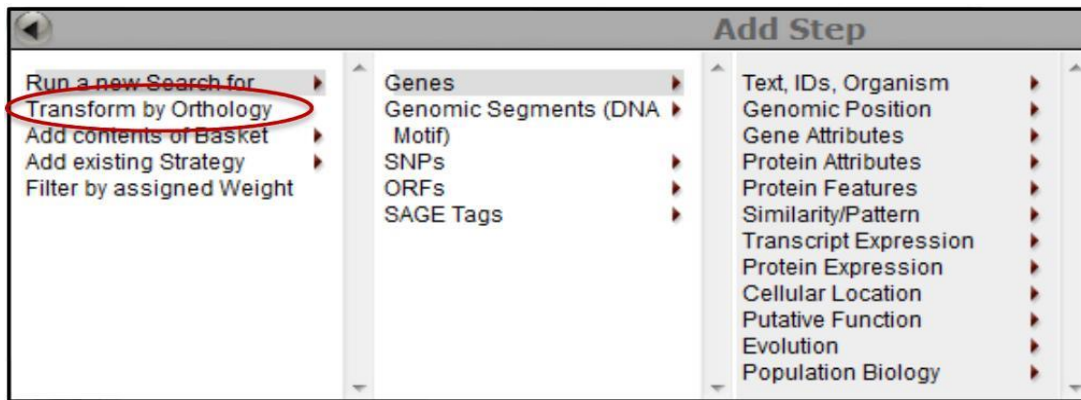 Add Step
Run a new Search for
Transform by Orthology
Add contents of Basket
Add existing Strategy
Filter by assigned Weight
Genes
Genomic Segments (DNA
Motif)
SNPs
ORFs
SAGE Tags
Text, IDs, Organism
Genomic Position
Gene Attributes
Protein Attributes
Protein Features
Similarity/Pattern
Transcript Expression
Protein Expression
Cellular Location
Putative Function
Evolution
Population Biology